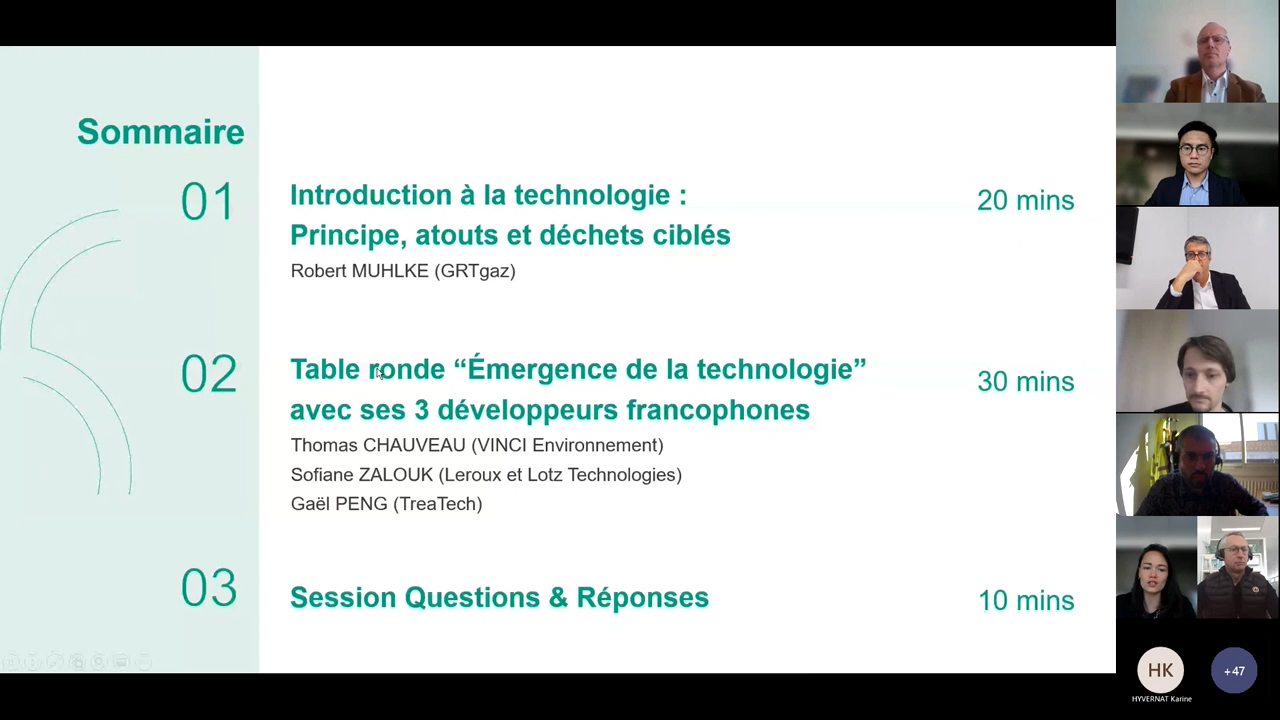 Sommaire
01
Introduction à la technologie :
Principe, atouts et déchets ciblés
Robert MUHLKE (GRTgaz)
20 mins
02
Table ronde “Émergence de la technologie”
avec ses 3 développeurs francophones
Thomas CHAUVEAU (VINCI Environnement)
Sofiane ZALOUK (Leroux et Lotz Technologies)
Gaël PENG (TreaTech)
30 mins
03
Session Questions & Réponses
10 mins
HK
HYVERNAT Karine
+47